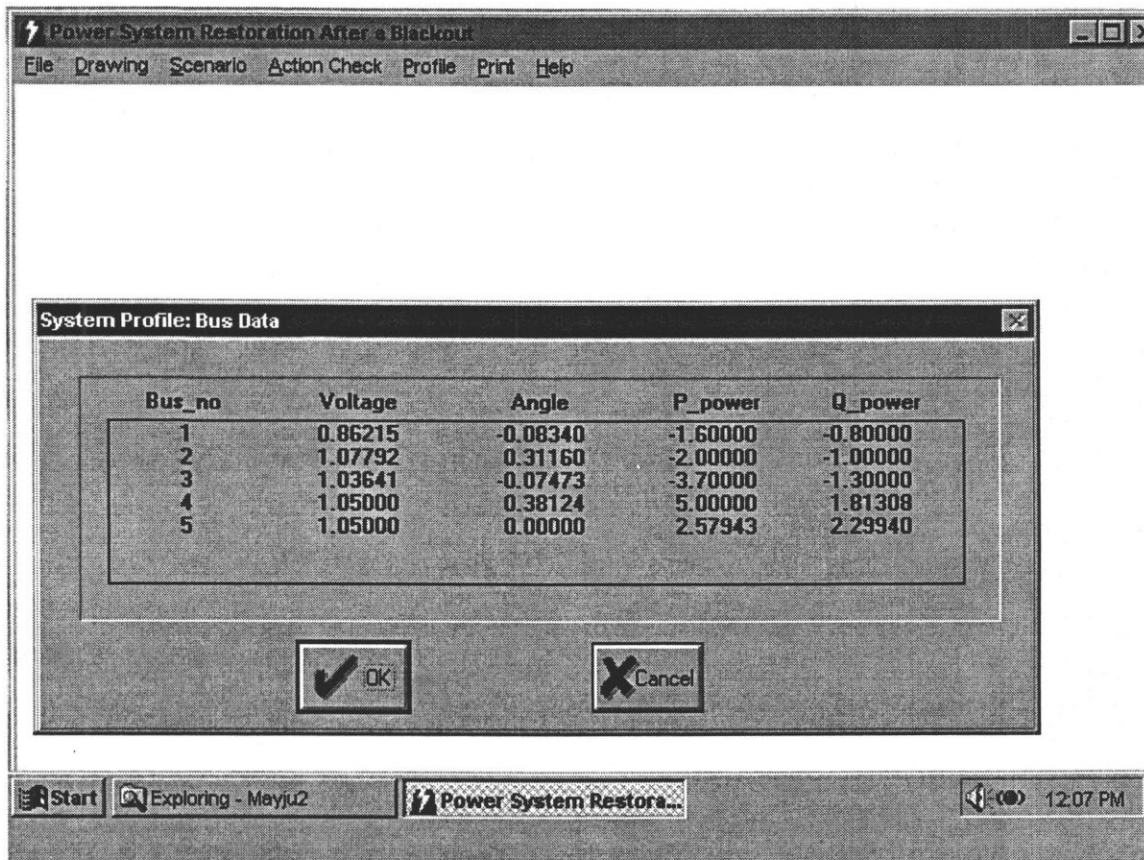 Power System Restoration After a Blackout
File Drawing Scenario Action Check Profile Print Help
System Profile: Bus Data
Bus_no Voltage Angle P_power Q_power
1 0.86215 -0.08340 -1.60000 -0.80000
2 1.07792 0.31160 -2.00000 -1.00000
3 1.03641 -0.07473 -3.70000 -1.30000
4 1.05000 0.38124 5.00000 1.81308
5 1.05000 0.00000 2.57943 2.29940
OK Cancel
Start Exploring - Mayju2 Power System Restora... 12:07 PM